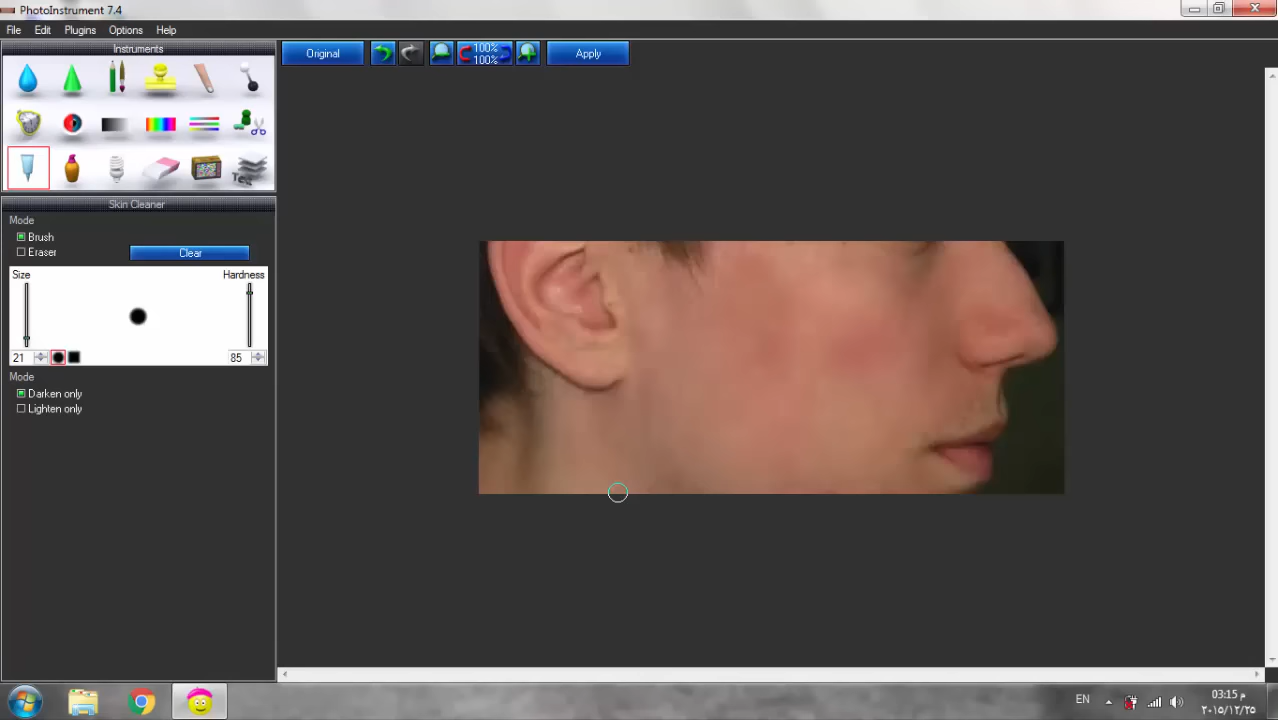 PhotoInstrument 7.4
File Edit Plugins Options Help
Instruments
Original
100%
100%
Apply
Tex
Skin Cleaner
Mode
Brush
Eraser
Clear
Size
Hardness
21
85
Mode
Darken only
Lighten only
EN
03:15 م
٢٠١٥/١٢/٢٥